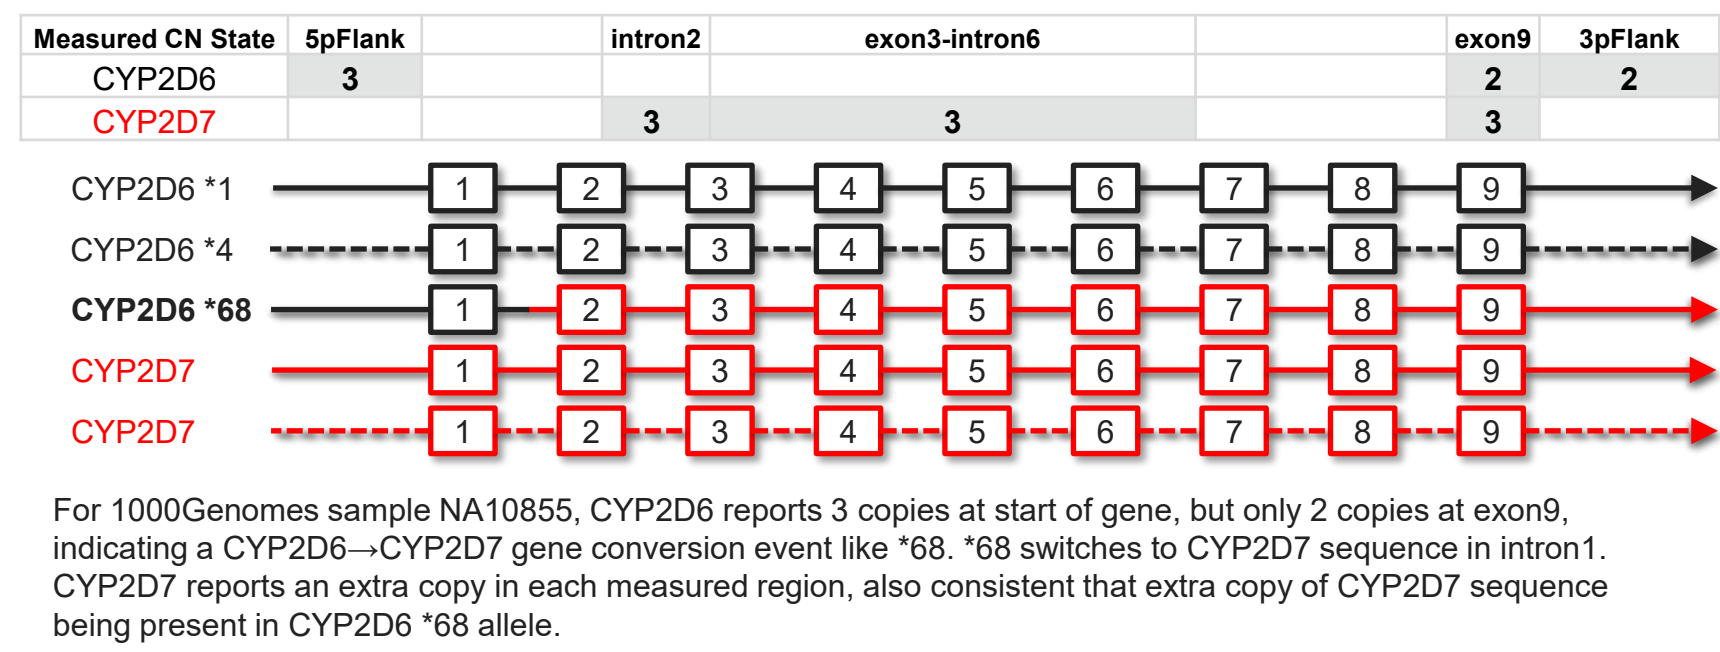 Measured CN State 5pFlank intron2 exon3-intron6 exon9 3pFlank
CYP2D6 3 2 2
CYP2D7 3 3 3
CYP2D6 *1 1 2 3 4 5 6 7 8 9
CYP2D6 *4 1 2 3 4 5 6 7 8 9
CYP2D6 *68 1 2 3 4 5 6 7 8 9
CYP2D7 1 2 3 4 5 6 7 8 9
CYP2D7 1 2 3 4 5 6 7 8 9
For 1000Genomes sample NA10855, CYP2D6 reports 3 copies at start of gene, but only 2 copies at exon9,
indicating a CYP2D6→CYP2D7 gene conversion event like *68. *68 switches to CYP2D7 sequence in intron1.
CYP2D7 reports an extra copy in each measured region, also consistent that extra copy of CYP2D7 sequence
being present in CYP2D6 *68 allele.